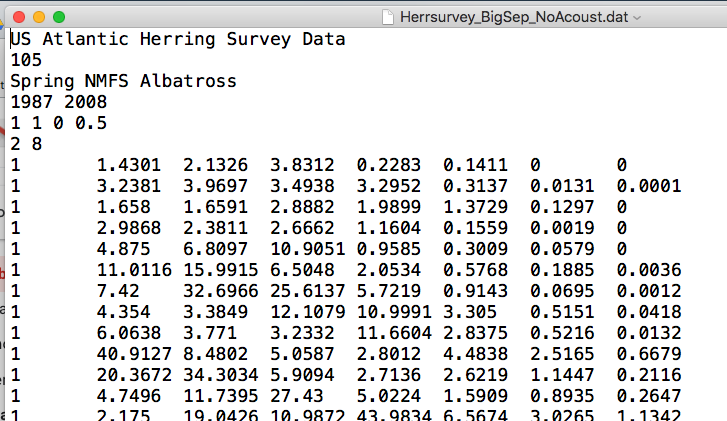 Herrsurvey_BigSep_NoAcoust.dat
US Atlantic Herring Survey Data
105
Spring NMFS Albatross
1987 2008
1 1 0 0.5
2 8
1 1.4301 2.1326 3.8312 0.2283 0.1411 0 0
1 3.2381 3.9697 3.4938 3.2952 0.3137 0.0131 0.0001
1 1.658 1.6591 2.8882 1.9899 1.3729 0.1297 0
1 2.9868 2.3811 2.6662 1.1604 0.1559 0.0019 0
1 4.875 6.8097 10.9051 0.9585 0.3009 0.0579 0
1 11.0116 15.9915 6.5048 2.0534 0.5768 0.1885 0.0036
1 7.42 32.6966 25.6137 5.7219 0.9143 0.0695 0.0012
1 4.354 3.3849 12.1079 10.9991 3.305 0.5151 0.0418
1 6.0638 3.771 3.2332 11.6604 2.8375 0.5216 0.0132
1 40.9127 8.4802 5.0587 2.8012 4.4838 2.5165 0.6679
1 20.3672 34.3034 5.9094 2.7136 2.6219 1.1447 0.2116
1 4.7496 11.7395 27.43 5.0224 1.5909 0.8935 0.2647
1 2.175 19.0426 10.9872 43.9834 6.5674 3.0265 1.1342